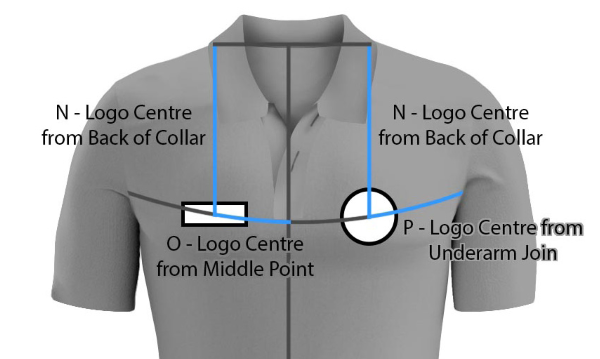 N - Logo Centre
from Back of Collar
N - Logo Centre
from Back of Collar
O - Logo Centre
from Middle Point
P - Logo Centre from
Underarm Join